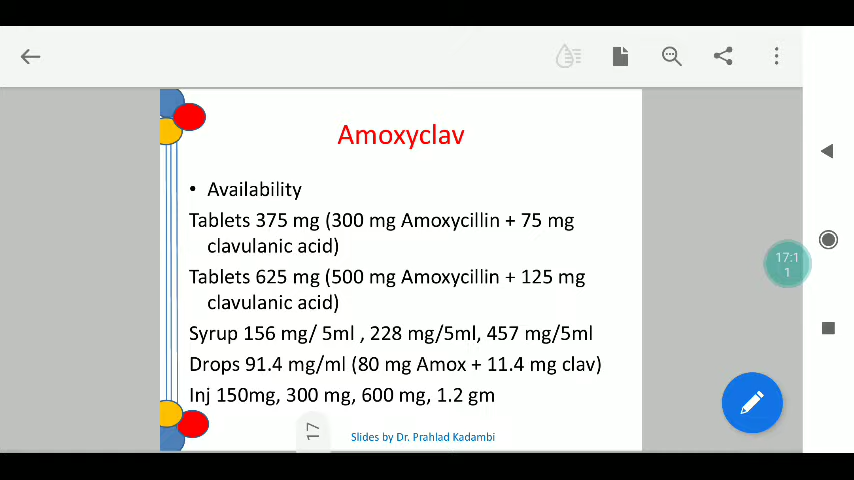 Amoxyclav
• Availability
Tablets 375 mg (300 mg Amoxycillin + 75 mg
clavulanic acid)
Tablets 625 mg (500 mg Amoxycillin + 125 mg
clavulanic acid)
Syrup 156 mg/ 5ml , 228 mg/5ml, 457 mg/5ml
Drops 91.4 mg/ml (80 mg Amox + 11.4 mg clav)
Inj 150mg, 300 mg, 600 mg, 1.2 gm
17
Slides by Dr. Prahlad Kadambi
17:1
1